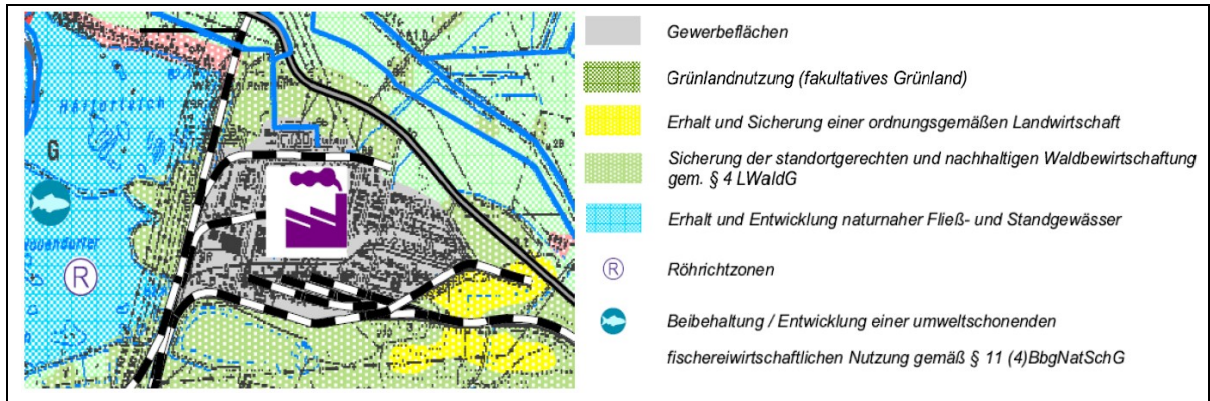 Gewerbeflächen
Grünlandnutzung (fakultatives Grünland)
Erhalt und Sicherung einer ordnungsgemäßen Landwirtschaft
Sicherung der standortgerechten und nachhaltigen Waldbewirtschaftung
gem. § 4 LWaldG
G
Erhalt und Entwicklung naturnaher Fließ- und Standgewässer
R
® Röhrichtzonen
Beibehaltung / Entwicklung einer umweltschonenden
fischereiwirtschaftlichen Nutzung gemäß § 11 (4)BbgNatSchG